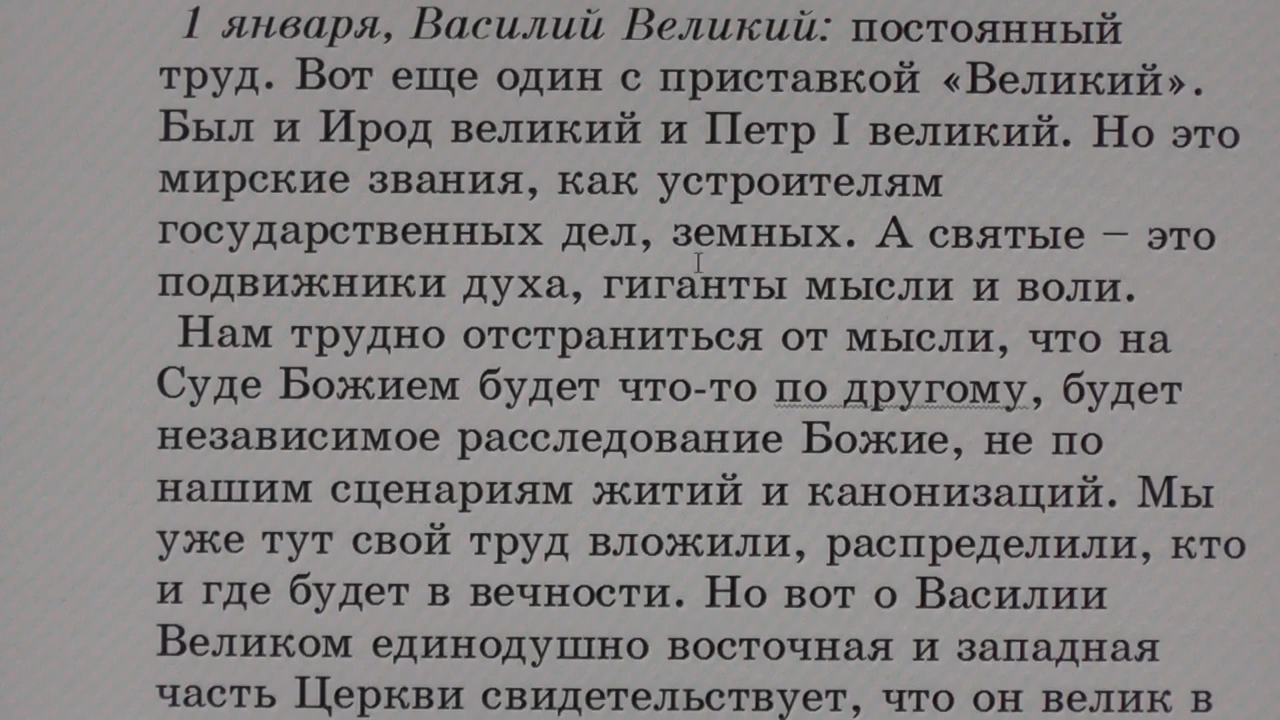 1 января, Василий Великий: постоянный
труд. Вот еще один с приставкой «Великий».
Был и Ирод великий и Петр I великий. Но это
мирские звания, как устроителям
государственных дел, земных. А святые – это
подвижники духа, гиганты мысли и воли.
Нам трудно отстраниться от мысли, что на
Суде Божием будет что-то по другому, будет
независимое расследование Божие, не по
нашим сценариям житий и канонизаций. Мы
уже тут свой труд вложили, распределили, кто
и где будет в вечности. Но вот о Василии
Великом единодушно восточная и западная
часть Церкви свидетельствует, что он велик в